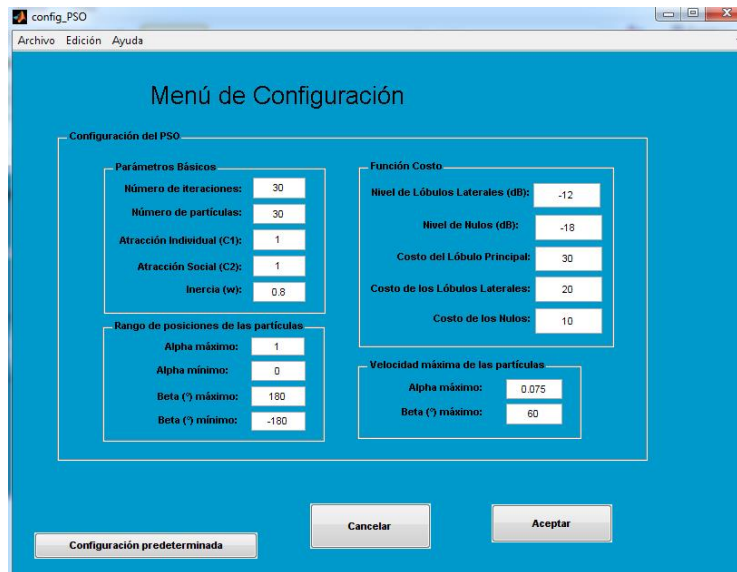 config_PSO
Archivo Edición Ayuda
Menú de Configuración
Configuración del PSO
Parámetros Básicos
Número de iteraciones: 30
Número de partículas: 30
Atracción Individual (C1): 1
Atracción Social (C2): 1
Inercia (w): 0.8
Rango de posiciones de las partículas
Alpha máximo: 1
Alpha mínimo: 0
Beta (º) máximo: 180
Beta (º) mínimo: -180
Función Costo
Nivel de Lóbulos Laterales (dB): -12
Nivel de Nulos (dB): -18
Costo del Lóbulo Principal: 30
Costo de los Lóbulos Laterales: 20
Costo de los Nulos: 10
Velocidad máxima de las partículas
Alpha máximo: 0.075
Beta (º) máximo: 60
Cancelar
Aceptar
Configuración predeterminada